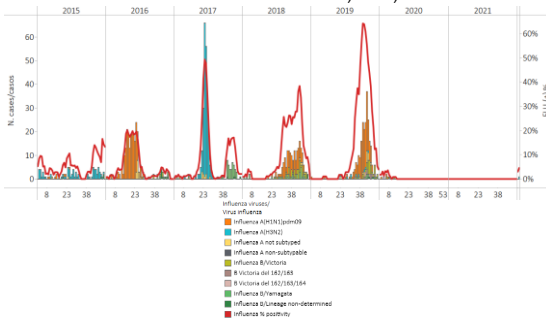 2015 2016 2017 2018 2019 2020 2021
N. cases/casos
60
50
40
30
20
10
0
60%
50%
40%
30%
20%
10%
0%
8 23 38 8 23 38 8 23 38 8 23 38 8 23 38 8 23 38 53 8 23 38
Influenza viruses/
Virus influenza
Influenza A(H1N1)pdm09
Influenza A(H3N2)
Influenza A not subtyped
Influenza A non-subtypable
Influenza B/Victoria
B Victoria del 162/163
B Victoria del 162/163/164
Influenza B/Yamagata
Influenza B/Lineage non-determined
Influenza % positivity